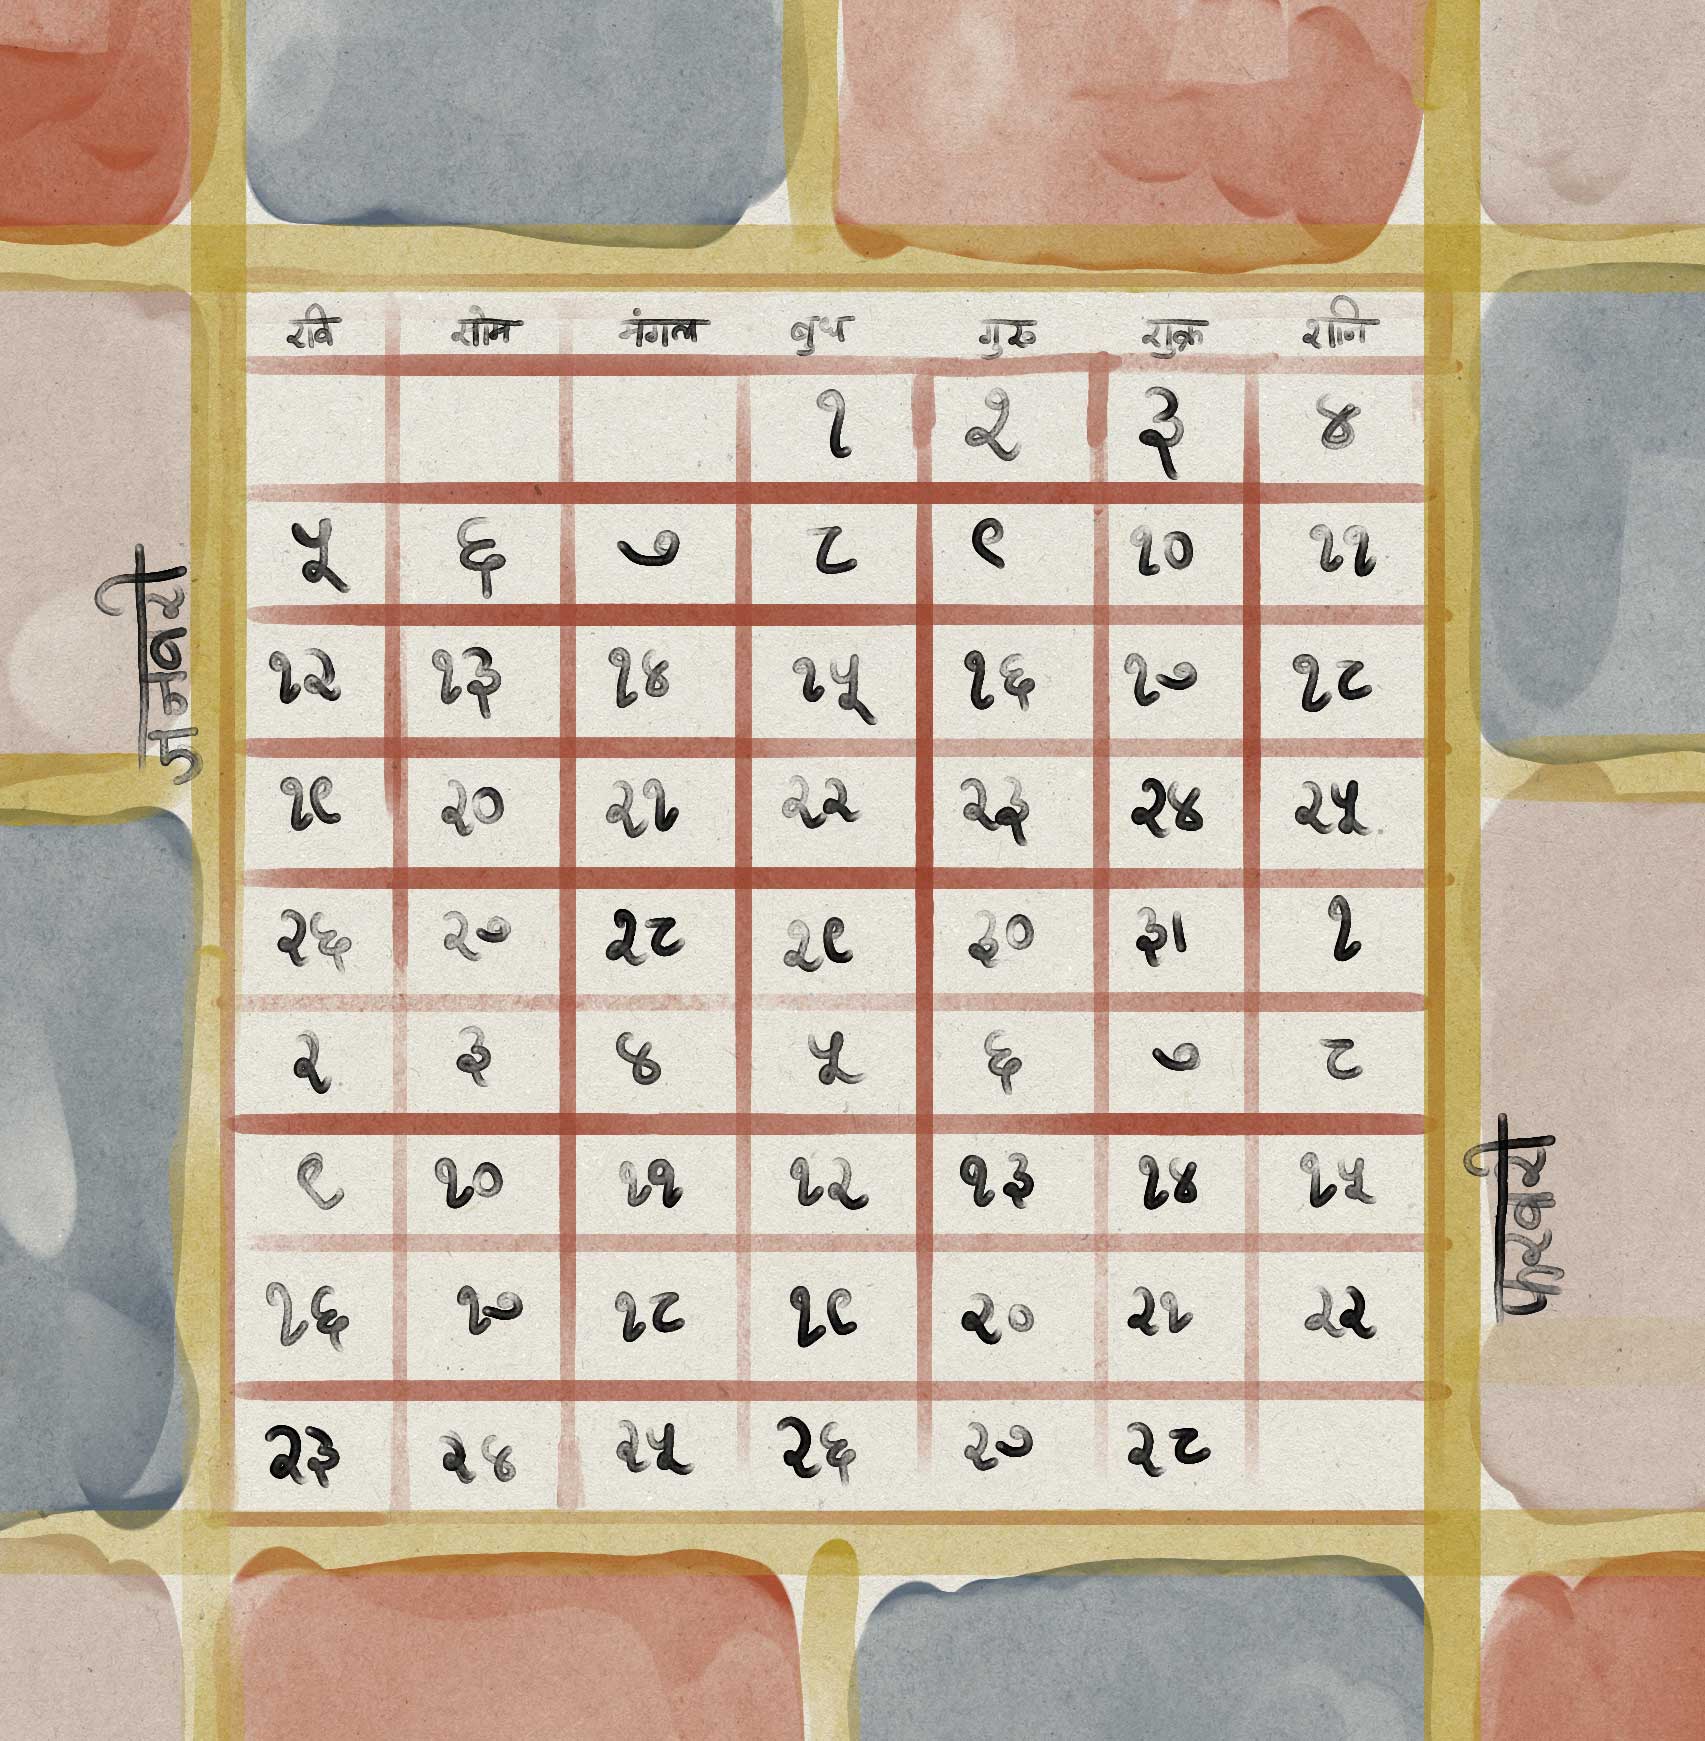 रवि सोम मंगल बुध गुरु शुक्र शनि
१ २ ३ ४
५ ६ ७ ८ ९ १० ११
१२ १३ १४ १५ १६ १७ १८
१९ २० २१ २२ २३ २४ २५
२६ २७ २८ २९ ३० ३१ १
२ ३ ४ ५ ६ ७ ८
९ १० ११ १२ १३ १४ १५
१६ १७ १८ १९ २० २१ २२
२३ २४ २५ २६ २७ २८
जनवरी
फरवरी